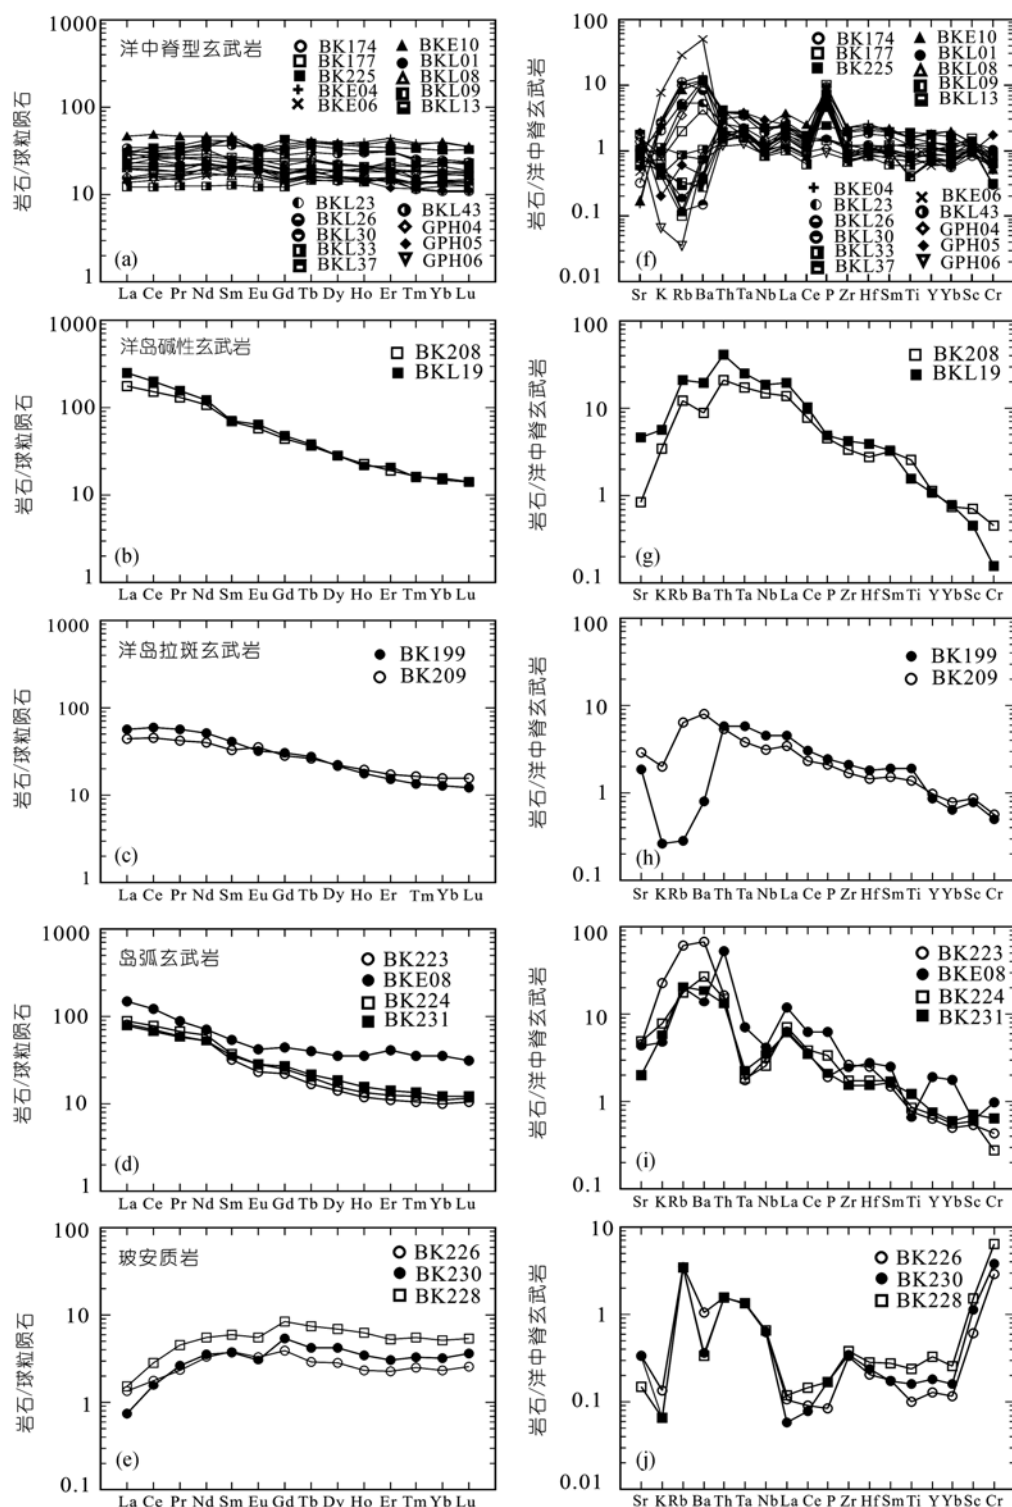 1000
100
10
1
岩石/球粒陨石
洋中脊型玄武岩
BK174
BK177
BK225
BKE04
BKE06
BKE10
BKL01
BKL08
BKL09
BKL13
BKL23
BKL26
BKL30
BKL33
BKL37
BKL43
GPH04
GPH05
GPH06
(a)
La Ce Pr Nd Sm Eu Gd Tb Dy Ho Er Tm Yb Lu
100
10
1
0.1
0.01
岩石/洋中脊玄武岩
BK174
BK177
BK225
BKE10
BKL01
BKL08
BKL09
BKL13
BKE04
BKL23
BKL26
BKL30
BKL33
BKL37
BKE06
BKL43
GPH04
GPH05
GPH06
(f)
Sr K Rb Ba Th Ta Nb La Ce P Zr Hf Sm Ti Y Yb Sc Cr
1000
100
10
1
岩石/球粒陨石
洋岛碱性玄武岩
BK208
BKL19
(b)
La Ce Pr Nd Sm Eu Gd Tb Dy Ho Er Tm Yb Lu
100
10
1
0.1
岩石/洋中脊玄武岩
BK208
BKL19
(g)
Sr K Rb Ba Th Ta Nb La Ce P Zr Hf Sm Ti Y Yb Sc Cr
1000
100
10
1
岩石/球粒陨石
洋岛拉斑玄武岩
BK199
BK209
(c)
La Ce Pr Nd Sm Eu Gd Tb Dy Ho Er Tm Yb Lu
100
10
1
0.1
岩石/洋中脊玄武岩
BK199
BK209
(h)
Sr K Rb Ba Th Ta Nb La Ce P Zr Hf Sm Ti Y Yb Sc Cr
1000
100
10
1
岩石/球粒陨石
岛弧玄武岩
BK223
BKE08
BK224
BK231
(d)
La Ce Pr Nd Sm Eu Gd Tb Dy Ho Er Tm Yb Lu
100
10
1
0.1
岩石/洋中脊玄武岩
BK223
BKE08
BK224
BK231
(i)
Sr K Rb Ba Th Ta Nb La Ce P Zr Hf Sm Ti Y Yb Sc Cr
100
10
1
0.1
岩石/球粒陨石
玻安质岩
BK226
BK230
BK228
(e)
La Ce Pr Nd Sm Eu Gd Tb Dy Ho Er Tm Yb Lu
10
1
0.1
0.01
岩石/洋中脊玄武岩
BK226
BK230
BK228
(j)
Sr K Rb Ba Th Ta Nb La Ce P Zr Hf Sm Ti Y Yb Sc Cr